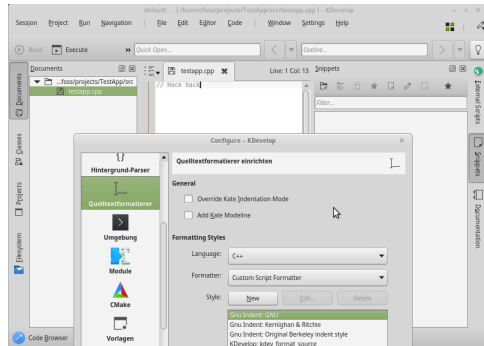 default: ~] /home/foss/projects/TestApp/src [ testapp.cpp ] - KDevelop
Session Project Run Navigation File Edit Editor Code Window Settings Help
Build Execute Quick Open... Outline...
Documents testapp.cpp Line: 1 Col: 13 Snippets
...foss/projects/TestApp/src // Hack hack
testapp.cpp Filter...
Documents
Classes
Projects
Filesystem
External Scripts
Snippets
Documentation
Configure – KDevelop
Hintergrund-Parser
Quelltextformatierer
Umgebung
Module
CMake
Vorlagen
Quelltextformatierer einrichten
General
Override Kate Indentation Mode
Add Kate Modeline
Formatting Styles
Language: C++
Formatter: Custom Script Formatter
Style: New Edit... Delete
Gnu Indent: GNU
Gnu Indent: Kernighan & Ritchie
Gnu Indent: Original Berkeley indent style
KDevelop: kdev_format_source
Code Browser